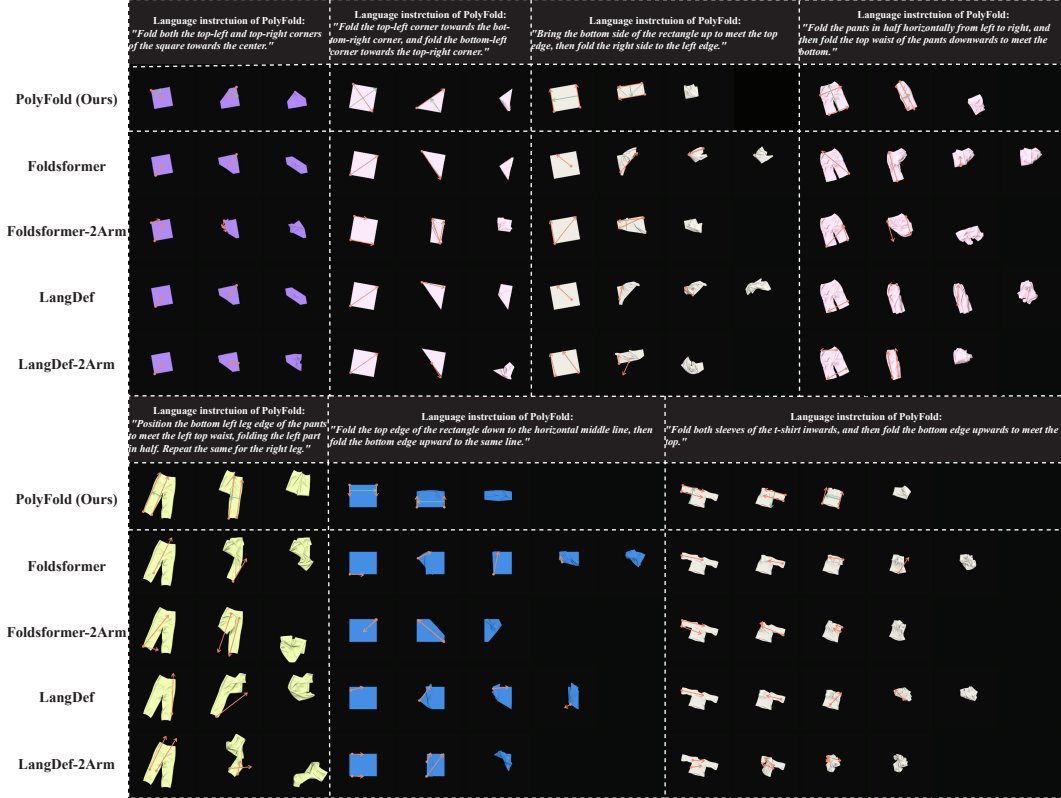 Language instrctuion of PolyFold:
"Fold both the top-left and top-right corners
of the square towards the center."
Language instrctuion of PolyFold:
"Fold the top-left corner towards the bot-
tom-right corner, and fold the bottom-left
corner towards the top-right corner."
Language instrctuion of PolyFold:
"Bring the bottom side of the rectangle up to meet the top
edge, then fold the right side to the left edge."
Language instrctuion of PolyFold:
"Fold the pants in half horizontally from left to right, and
then fold the top waist of the pants downwards to meet the
bottom."
PolyFold (Ours)
Foldsformer
Foldsformer-2Arm
LangDef
LangDef-2Arm
Language instrctuion of PolyFold:
"Position the bottom left leg edge of the pants
to meet the left top waist, folding the left part
in half. Repeat the same for the right leg."
Language instrctuion of PolyFold:
"Fold the top edge of the rectangle down to the horizontal middle line, then
fold the bottom edge upward to the same line."
Language instrctuion of PolyFold:
"Fold both sleeves of the t-shirt inwards, and then fold the bottom edge upwards to meet the
top."
PolyFold (Ours)
Foldsformer
Foldsformer-2Arm
LangDef
LangDef-2Arm